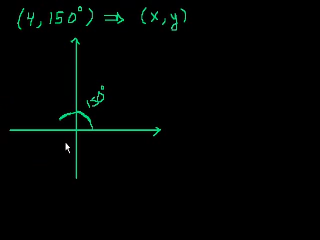 (4, 150°) ⇒ (x, y)
150°